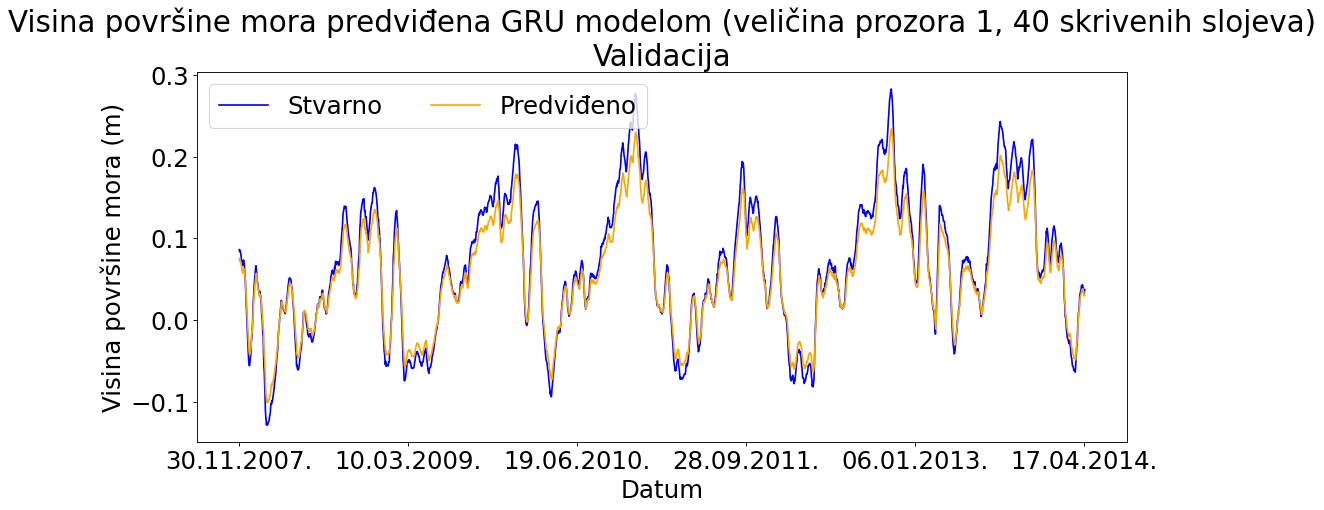 Visina površine mora predviđena GRU modelom (veličina prozora 1, 40 skrivenih slojeva)
Validacija
Stvarno Predviđeno
Visina površine mora (m)
0.3
0.2
0.1
0.0
−0.1
30.11.2007. 10.03.2009. 19.06.2010. 28.09.2011. 06.01.2013. 17.04.2014.
Datum